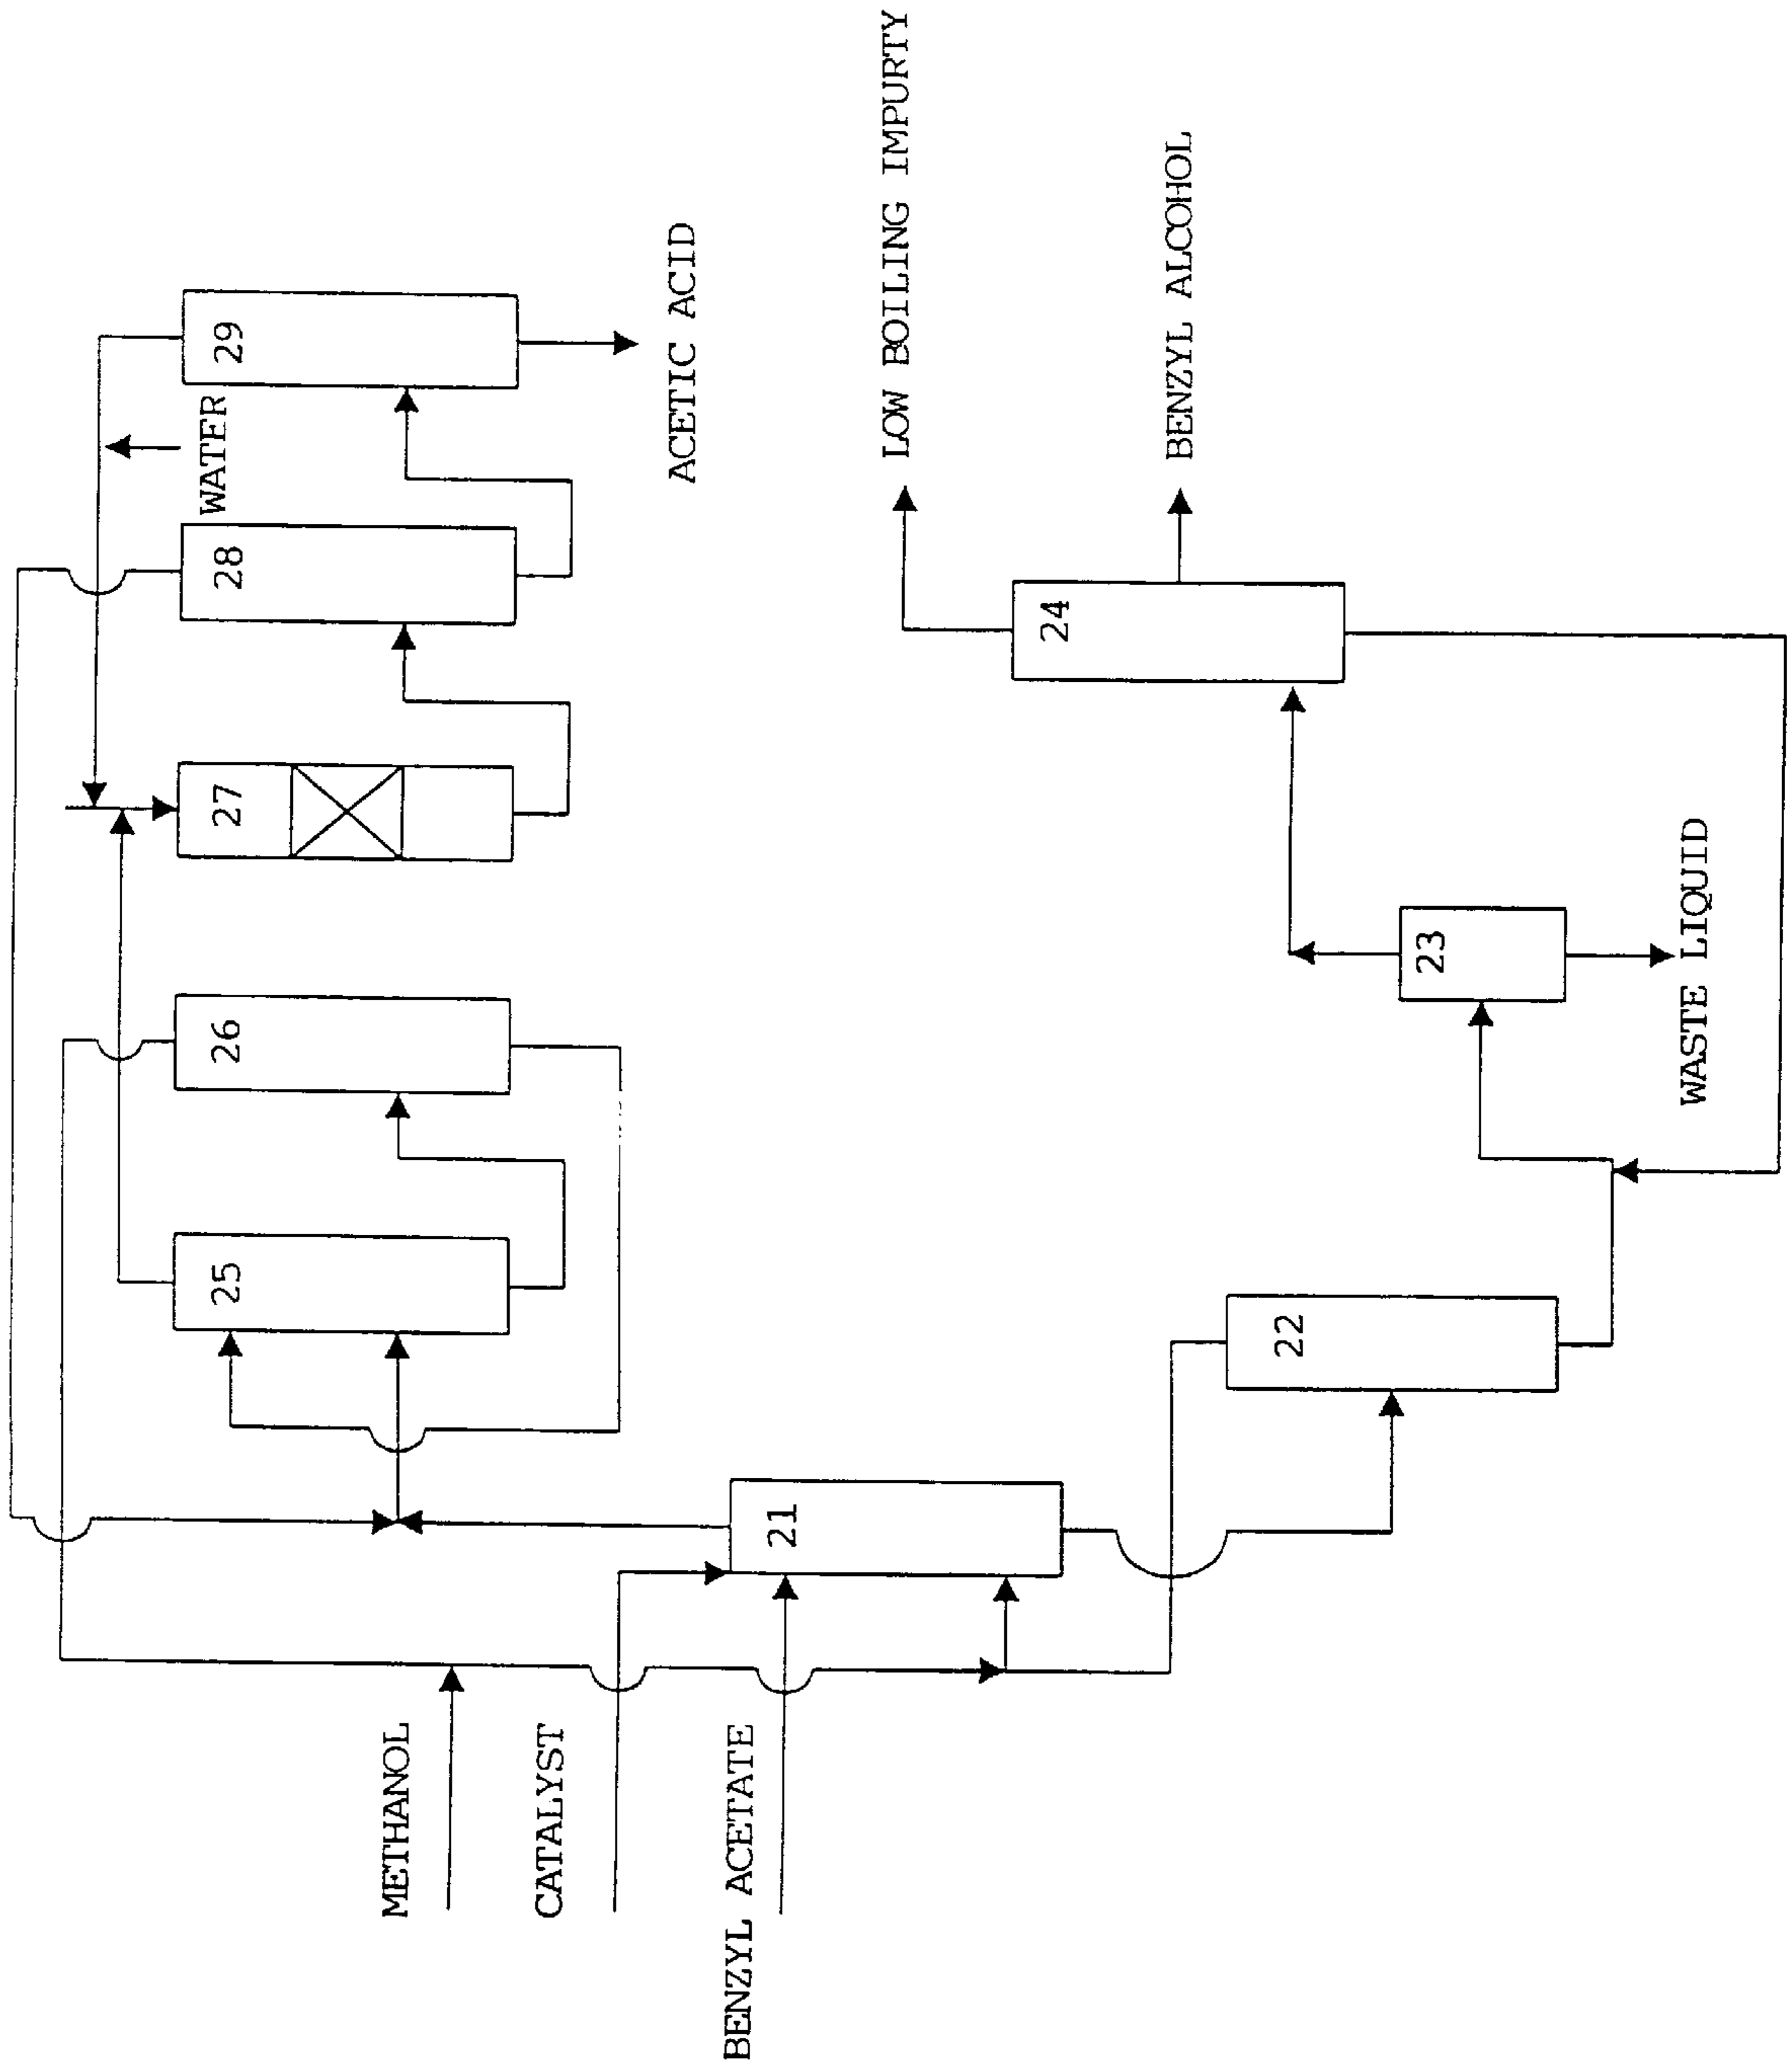 25
26
27
28
WATER
29
METHANOL
CATALYST
ACETIC ACID
BENZYL ACETATE
21
LOW BOILING IMPURTY
24
BENZYL ALCOHOL
22
23
WASTE LIQUID